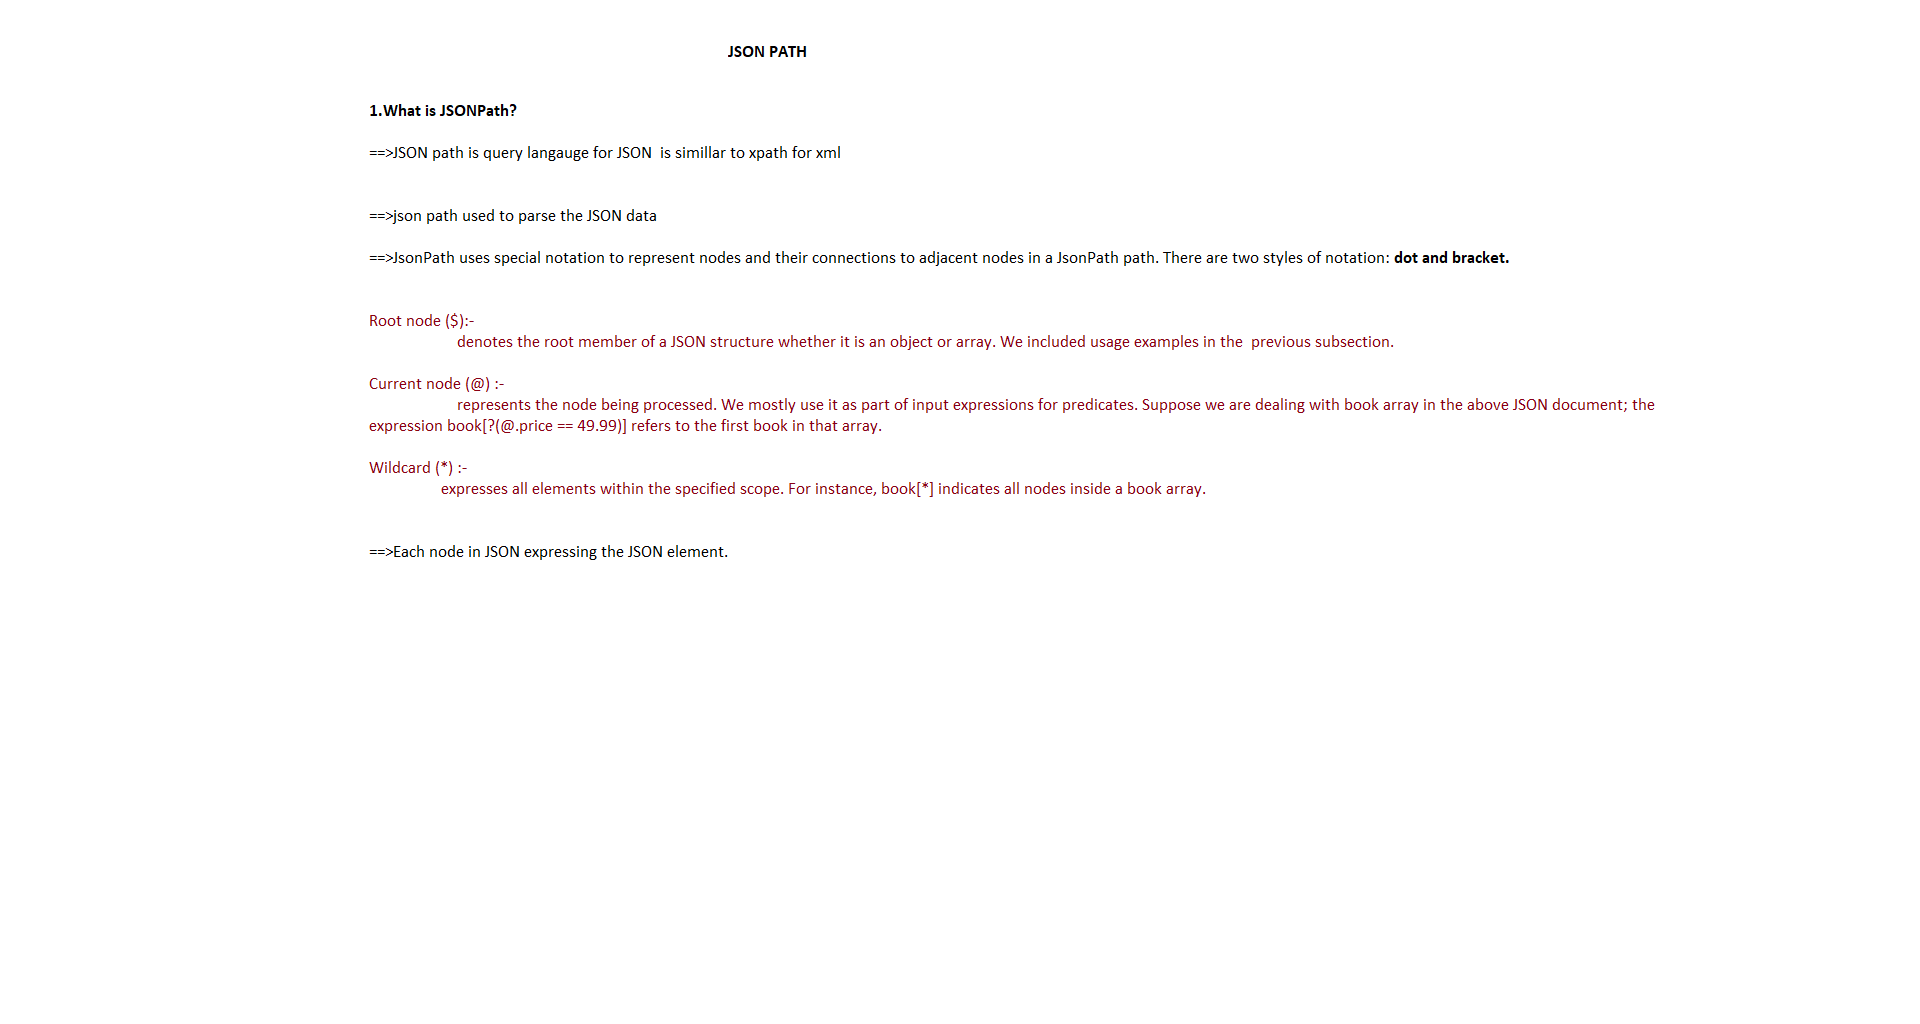 JSON PATH
1.What is JSONPath?
==>JSON path is query langauge for JSON  is simillar to xpath for xml
==>json path used to parse the JSON data
==>JsonPath uses special notation to represent nodes and their connections to adjacent nodes in a JsonPath path. There are two styles of notation: dot and bracket.
Root node ($):-
denotes the root member of a JSON structure whether it is an object or array. We included usage examples in the  previous subsection.
Current node (@) :-
represents the node being processed. We mostly use it as part of input expressions for predicates. Suppose we are dealing with book array in the above JSON document; the
expression book[?(@.price == 49.99)] refers to the first book in that array.
Wildcard (*) :-
expresses all elements within the specified scope. For instance, book[*] indicates all nodes inside a book array.
==>Each node in JSON expressing the JSON element.